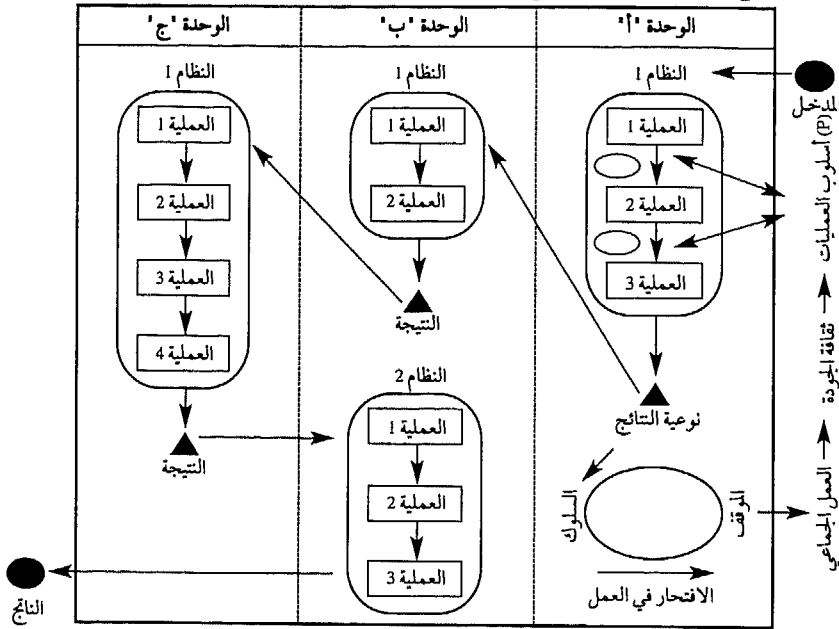 الوحدة "أ"
الوحدة "ب"
الوحدة "ج"
المدخل
النظام 1
العملية 1
العملية 2
العملية 3
نوعية النتائج
السلوك
الموقف
الافتحار في العمل
العمل الجماعي
ثقافة الجودة
(P) أسلوب العمليات
النظام 1
العملية 1
العملية 2
النتيجة
النظام 2
العملية 1
العملية 2
العملية 3
النظام 1
العملية 1
العملية 2
العملية 3
العملية 4
النتيجة
الناتج